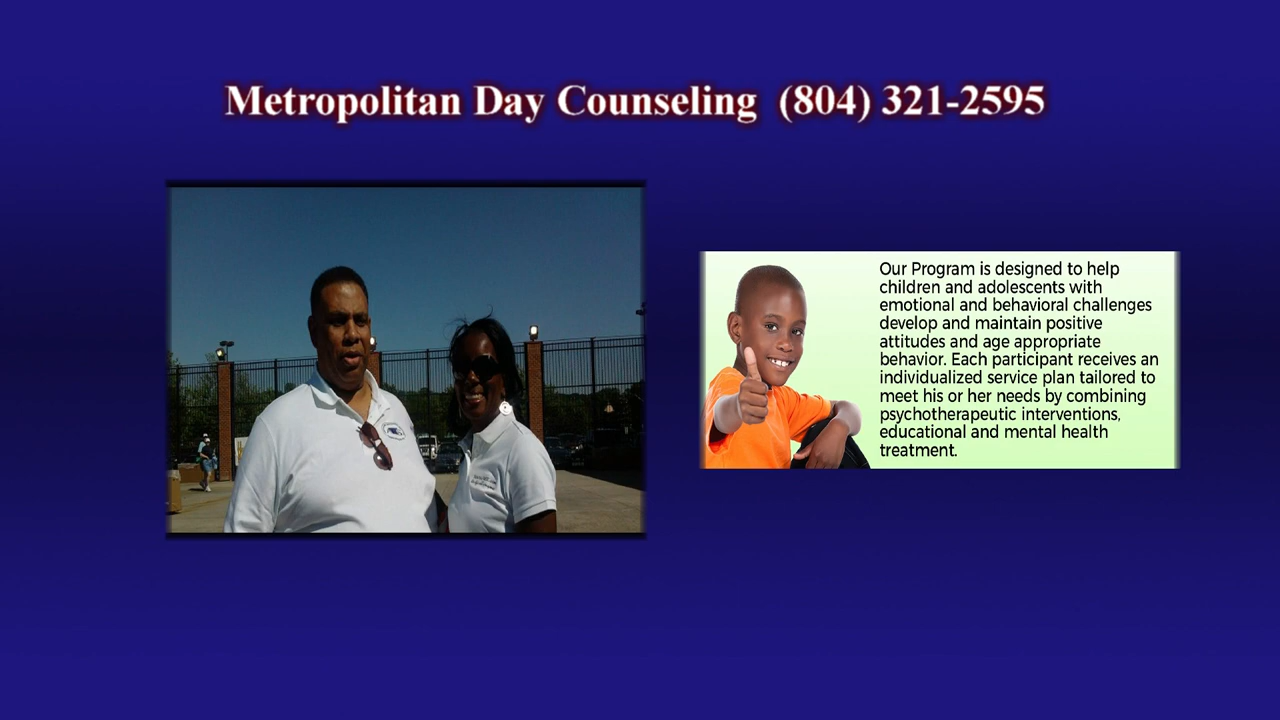 Metropolitan Day Counseling (804) 321-2595
Our Program is designed to help
children and adolescents with
emotional and behavioral challenges
develop and maintain positive
attitudes and age appropriate
behavior. Each participant receives an
individualized service plan tailored to
meet his or her needs by combining
psychotherapeutic interventions,
educational and mental health
treatment.